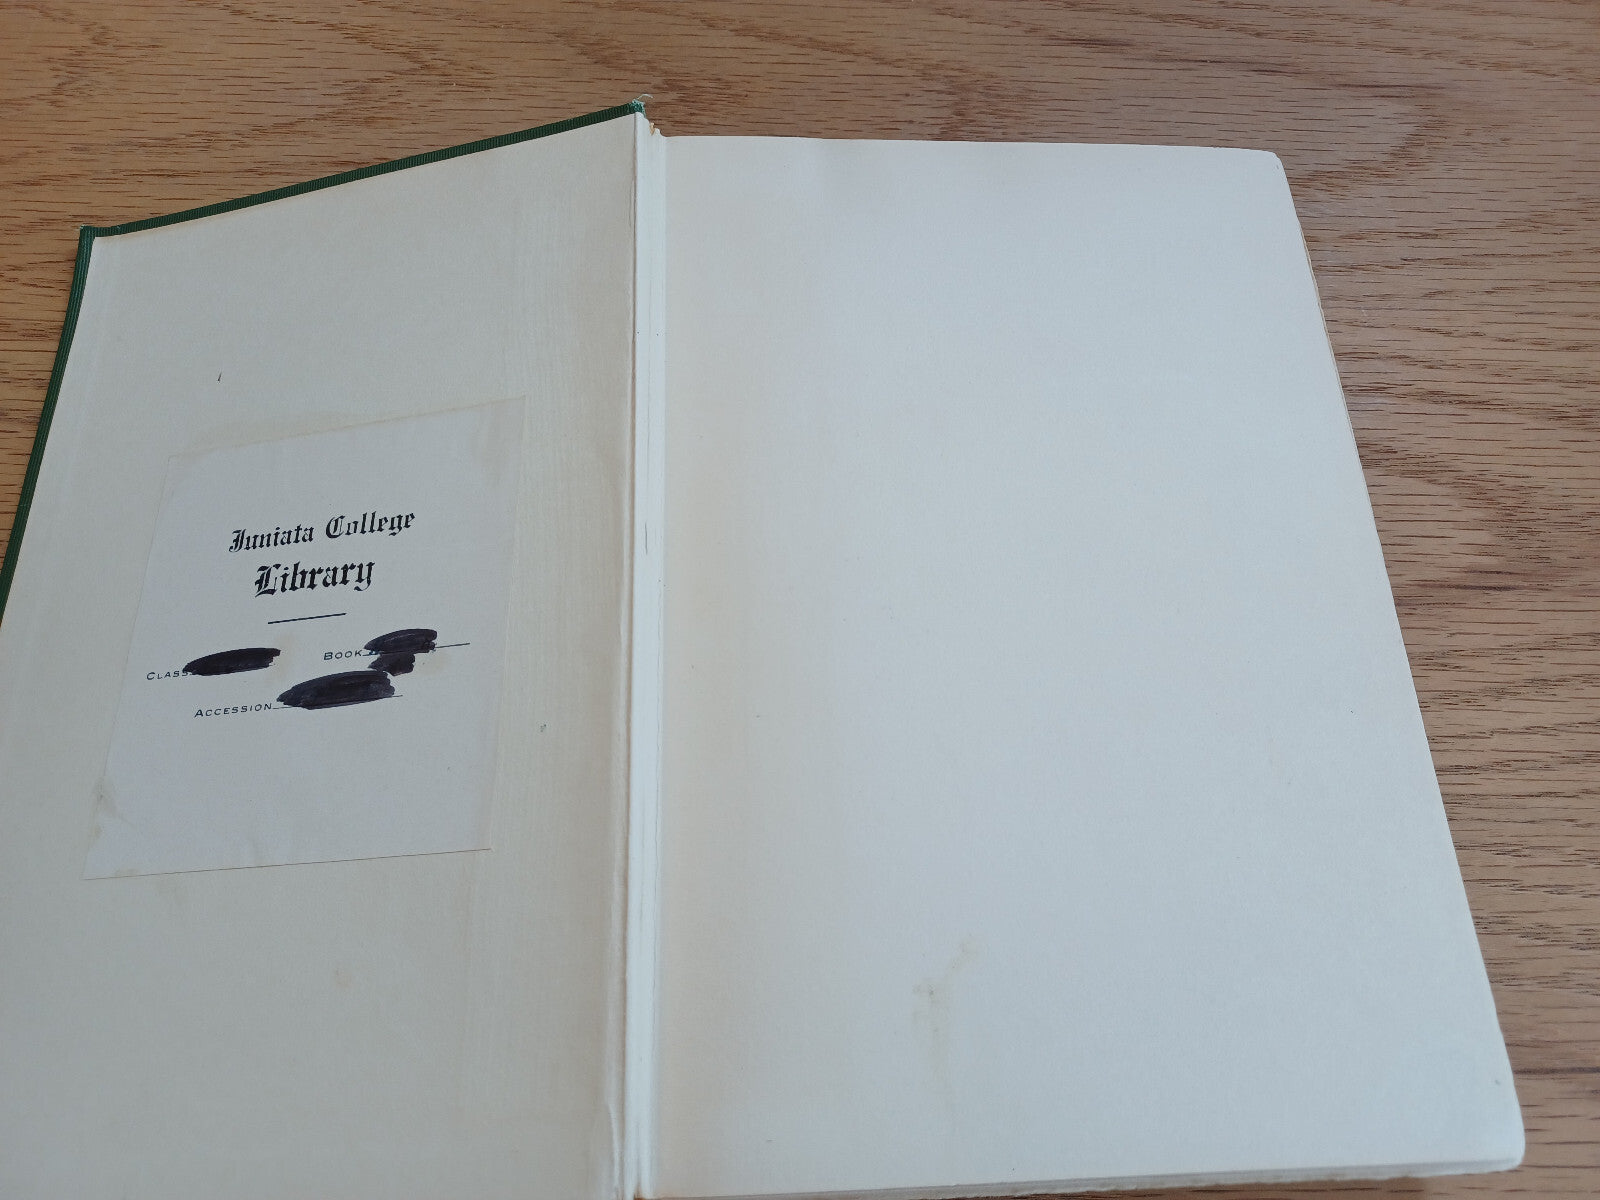 Juniata College
Library
CLASS BOOK
ACCESSION